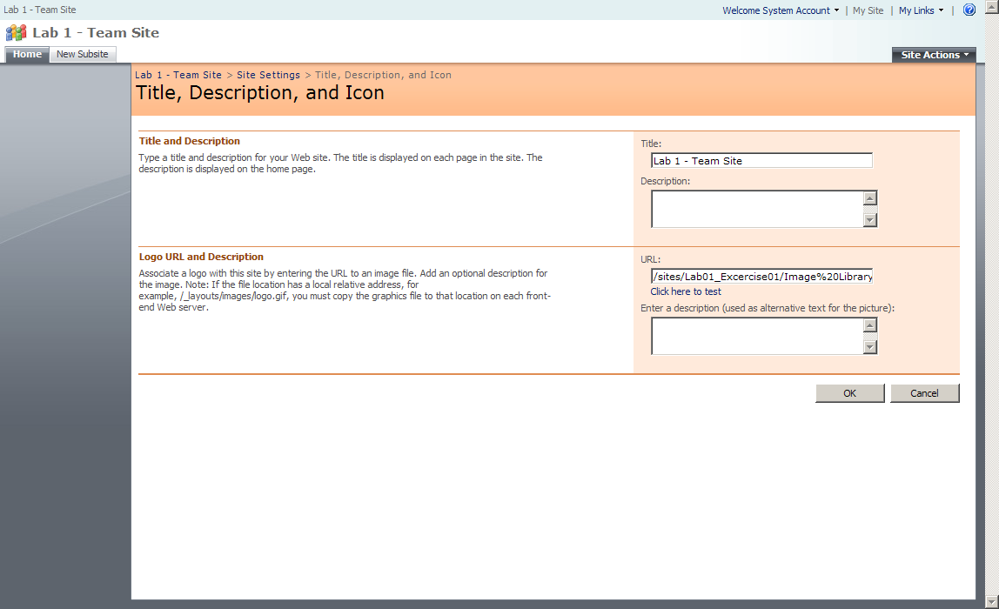 Lab 1 - Team Site
Welcome System Account | My Site | My Links |
Lab 1 - Team Site
Home New Subsite
Site Actions
Lab 1 - Team Site > Site Settings > Title, Description, and Icon
Title, Description, and Icon
Title and Description
Type a title and description for your Web site. The title is displayed on each page in the site. The
description is displayed on the home page.
Title:
Lab 1 - Team Site
Description:
Logo URL and Description
Associate a logo with this site by entering the URL to an image file. Add an optional description for
the image. Note: If the file location has a local relative address, for
example, /_layouts/images/logo.gif, you must copy the graphics file to that location on each front-
end Web server.
URL:
/sites/Lab01_Excercise01/Image%20Library
Click here to test
Enter a description (used as alternative text for the picture):
OK Cancel